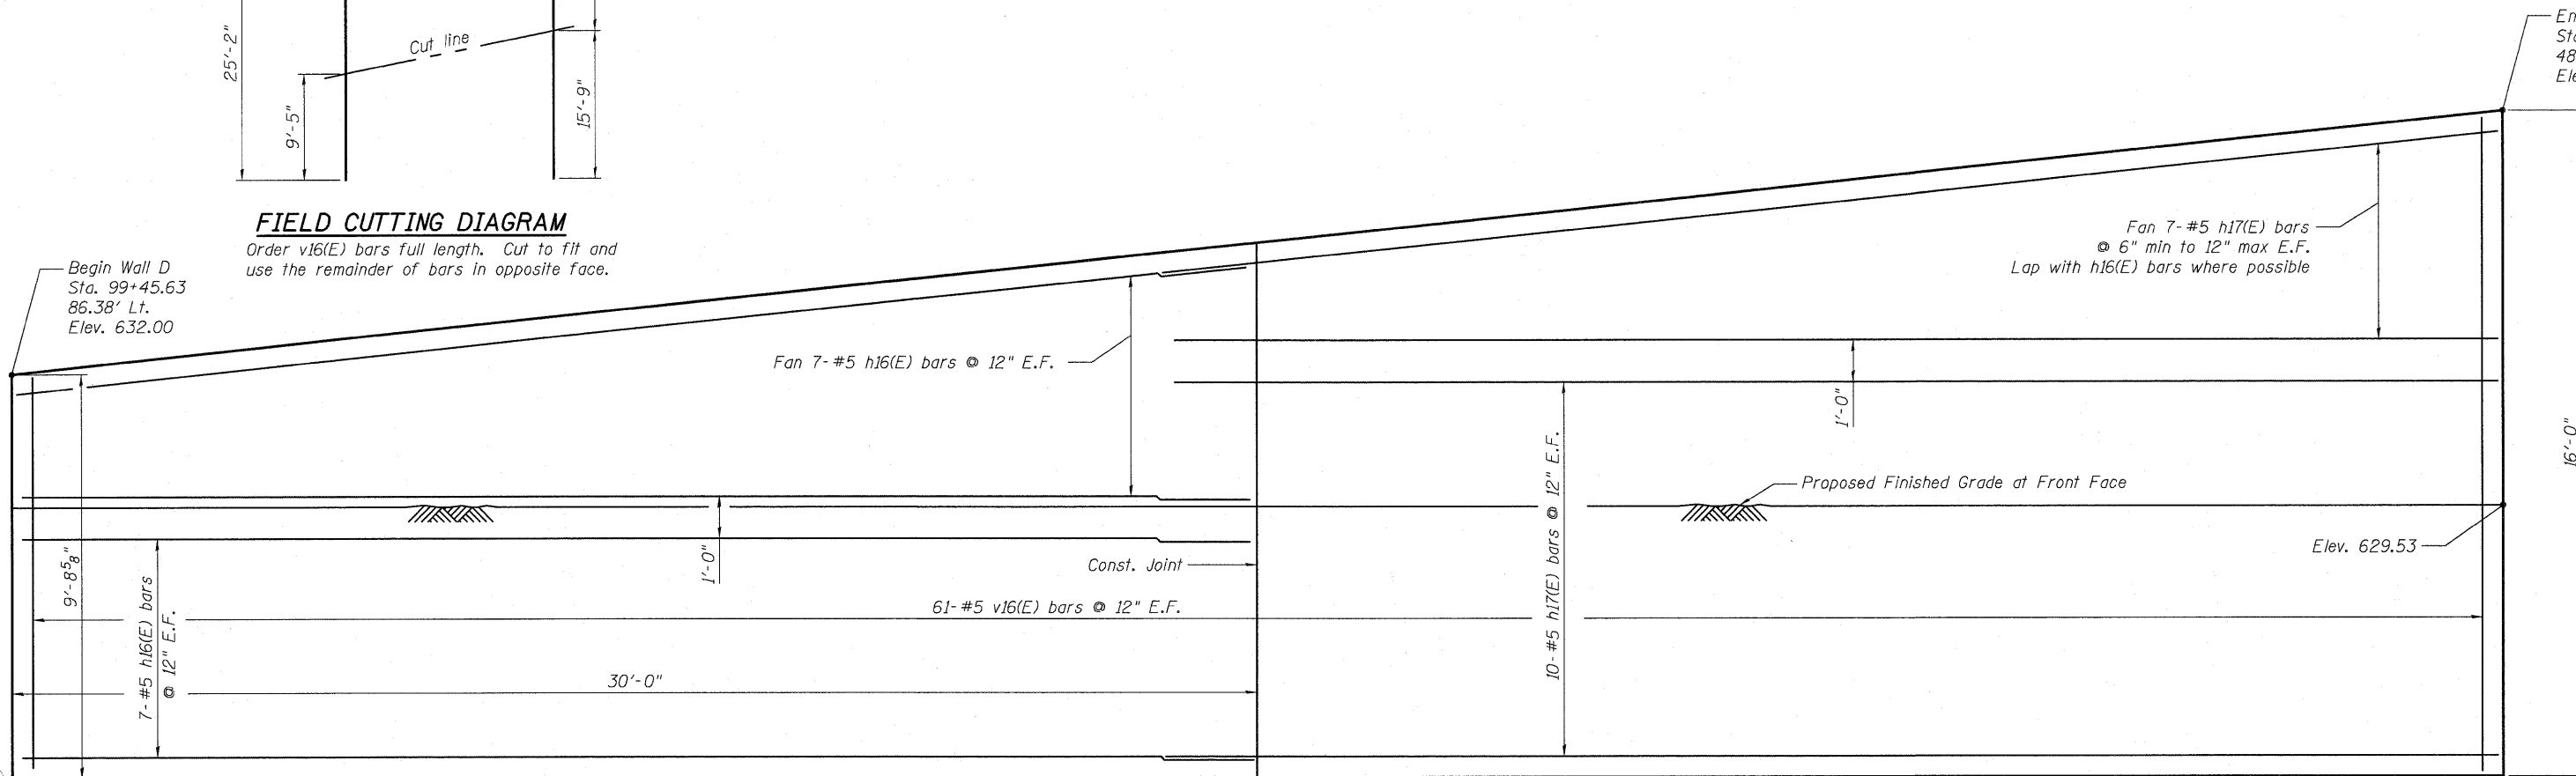 25'-2"
Cut line
9'-5"
15'-9"
FIELD CUTTING DIAGRAM
Order v16(E) bars full length. Cut to fit and
use the remainder of bars in opposite face.
Begin Wall D
Sta. 99+45.63
86.38' Lt.
Elev. 632.00
Fan 7-#5 h16(E) bars @ 12" E.F.
Fan 7-#5 h17(E) bars
@ 6" min to 12" max E.F.
Lap with h16(E) bars where possible
1'-0"
16'-0"
Proposed Finished Grade at Front Face
Elev. 629.53
9'-8 5/8"
7-#5 h16(E) bars
@ 12" E.F.
1'-0"
Const. Joint
61-#5 v16(E) bars @ 12" E.F.
10-#5 h17(E) bars @ 12" E.F.
30'-0"
48